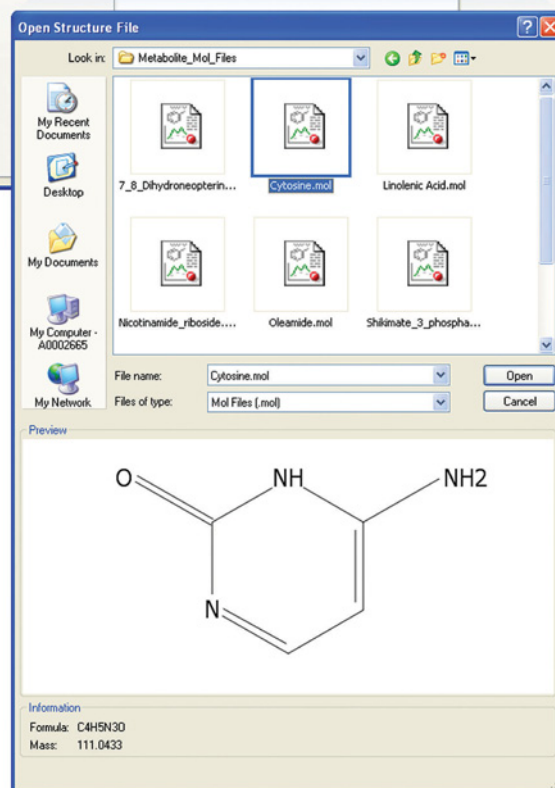 Open Structure File
Look in:
Metabolite_Mol_Files
My Recent
Documents
Desktop
My Documents
My Computer -
A0002665
My Network
7_8_Dihydroneopterin...
Cytosine.mol
Linolenic Acid.mol
Nicotinamide_riboside....
Oleamide.mol
Shikimate_3_phospha...
File name:
Cytosine.mol
Open
Files of type:
Mol Files (.mol)
Cancel
Preview
O
NH
NH2
N
Information
Formula: C4H5N3O
Mass: 111.0433